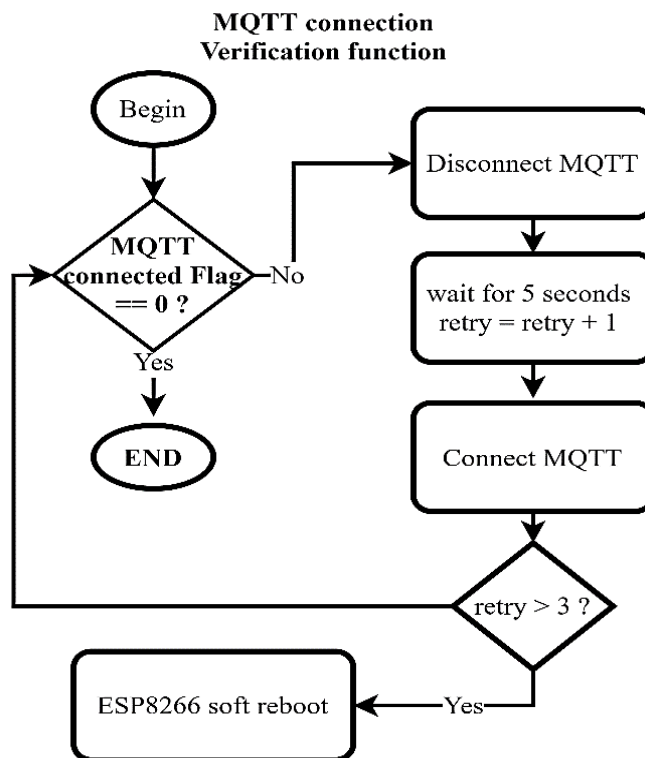 MQTT connection
Verification function
Begin
MQTT
connected Flag
== 0 ?
No
Yes
END
Disconnect MQTT
wait for 5 seconds
retry = retry + 1
Connect MQTT
retry > 3 ?
Yes
ESP8266 soft reboot